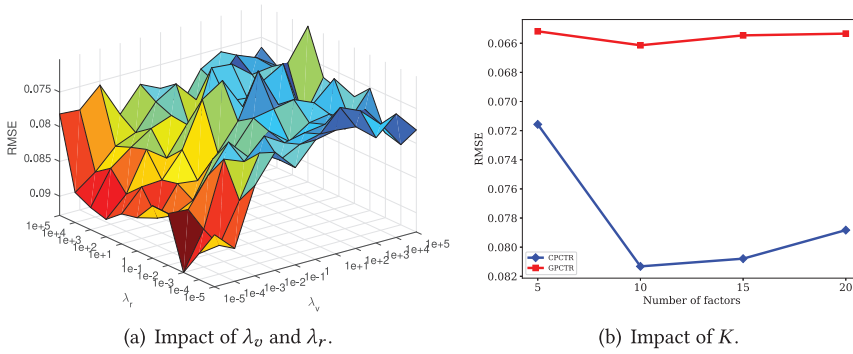 0.075
0.08
0.085
0.09
RMSE
1e+5
1e+4
1e+3
1e+2
1e+1
1e-1
1e-2
1e-3
1e-4
1e-5
λr
1e-5
1e-4
1e-3
1e-2
1e-1
1e+1
1e+2
1e+3
1e+4
1e+5
λv
(a) Impact of λv and λr.
0.066
0.068
0.070
0.072
0.074
0.076
0.078
0.080
0.082
RMSE
CPCTR
GPCTR
5 10 15 20
Number of factors
(b) Impact of K.